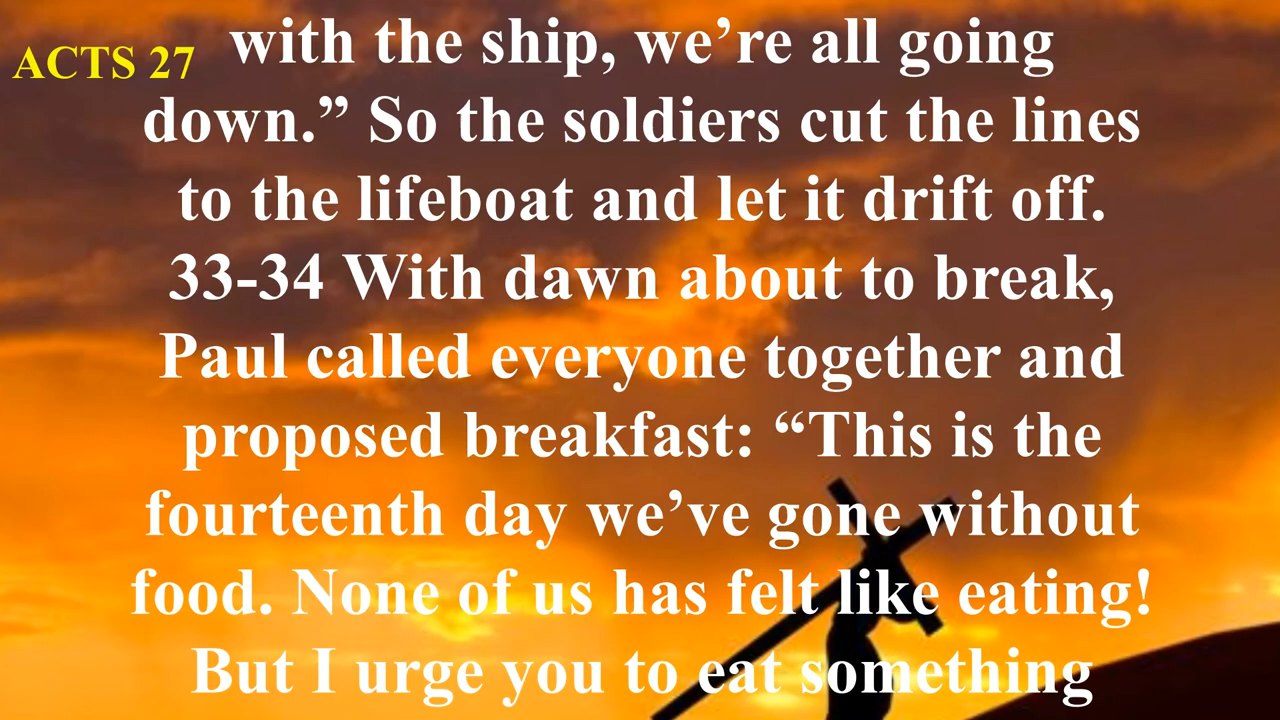 ACTS 27
with the ship, we’re all going
down.” So the soldiers cut the lines
to the lifeboat and let it drift off.
33-34 With dawn about to break,
Paul called everyone together and
proposed breakfast: “This is the
fourteenth day we’ve gone without
food. None of us has felt like eating!
But I urge you to eat something